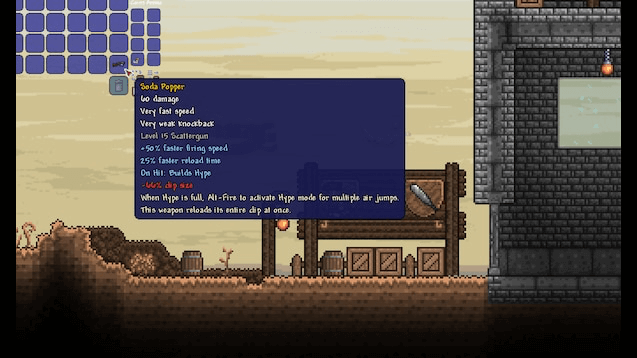 Soda Popper
60 damage
Very fast speed
Very weak knockback
Level 15 Scattergun
+50% faster firing speed
25% faster reload time
On Hit: Builds Hype
-66% clip size
When Hype is full, Alt-Fire to activate Hype mode for multiple air jumps.
This weapon reloads its entire clip at once.